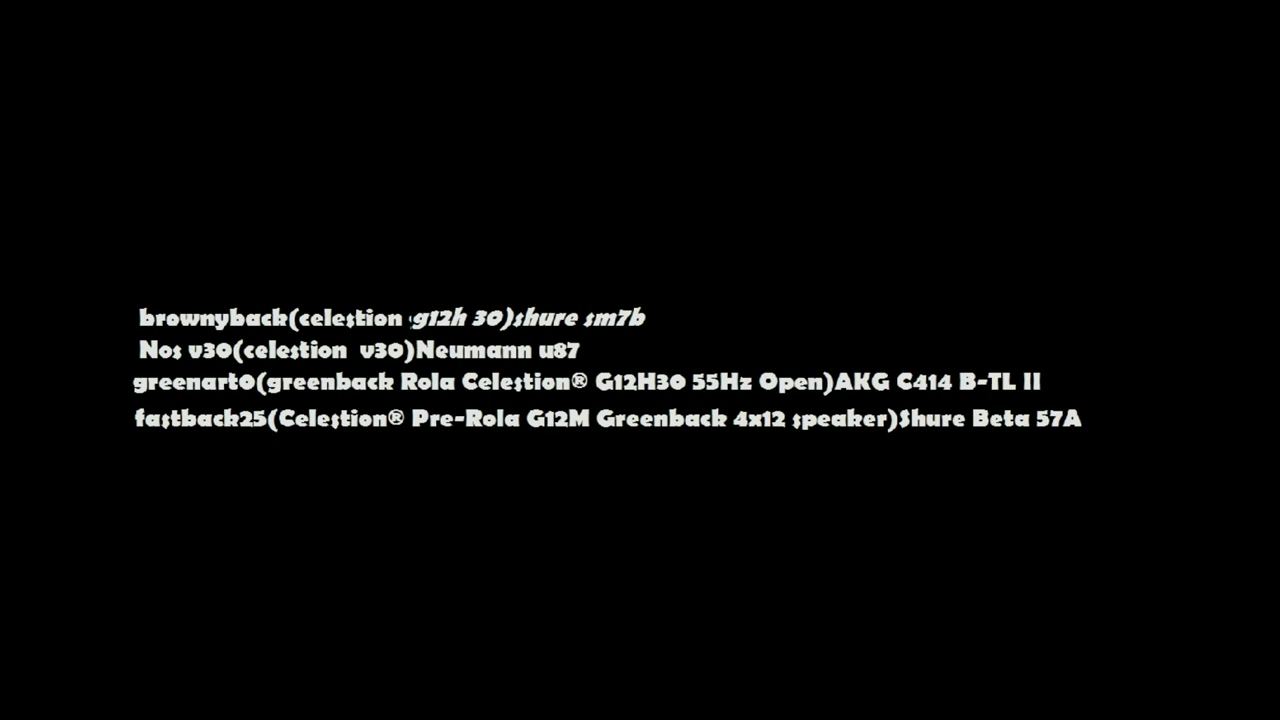 brownyback(celestion g12h 30)shure sm7b
Nos v30(celestion v30)Neumann u87
greenart0(greenback Rola Celestion® G12H30 55Hz Open)AKG C414 B-TL II
fastback25(Celestion® Pre-Rola G12M Greenback 4x12 speaker)Shure Beta 57A